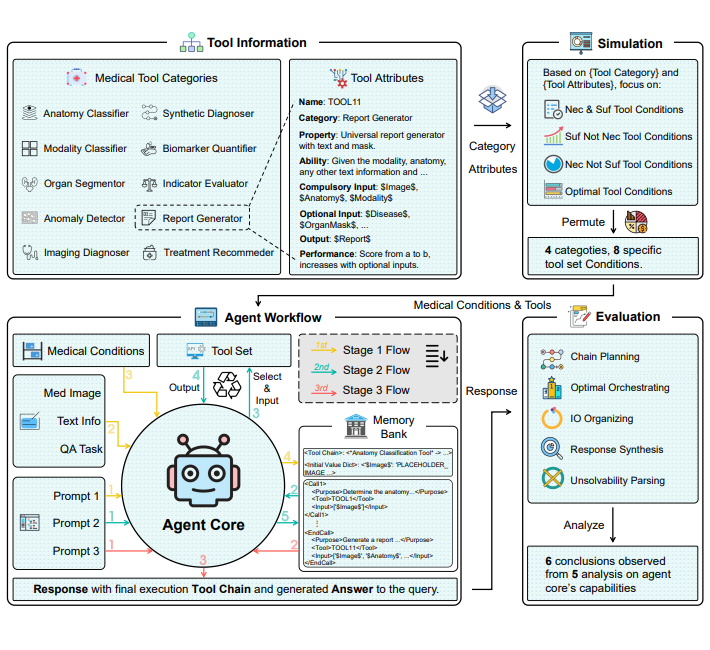 Tool Information
Medical Tool Categories
Anatomy Classifier
Synthetic Diagnoser
Modality Classifier
Biomarker Quantifier
Organ Segmentor
Indicator Evaluator
Anomaly Detector
Report Generator
Imaging Diagnoser
Treatment Recommeder
Tool Attributes
Name: TOOL11
Category: Report Generator
Property: Universal report generator
with text and mask.
Ability: Given the modality, anatomy,
any other text information and ...
Compulsory Input: $Image$,
$Anatomy$, $Modality$
Optional Input: $Disease$,
$OrganMask$, ...
Output: $Report$
Performance: Score from a to b,
increases with optional inputs.
Category
Attributes
Simulation
Based on {Tool Category} and
{Tool Attributes}, focus on:
Nec & Suf Tool Conditions
Suf Not Nec Tool Conditions
Nec Not Suf Tool Conditions
Optimal Tool Conditions
Permute
4 categoties, 8 specific
tool set Conditions.
Medical Conditions & Tools
Agent Workflow
Medical Conditions
Tool Set
1st Stage 1 Flow
2nd Stage 2 Flow
3rd Stage 3 Flow
3
4
Output
Select
&
Input
3
Med Image
Text Info
QA Task
2
Prompt 1
1
Prompt 2
1
Prompt 3
1
Agent Core
4
2
5
2
3
Memory
Bank
<Tool Chain>: <"Anatomy Classification Tool" -> ...>
<Initial Value Dict>: <'$Image$': 'PLACEHOLDER_
IMAGE ...>
<Call1>
<Purpose>Determine the anatomy...</Purpose>
<Tool>TOOL1</Tool>
<Input>['$Image$']</Input>
</Call1>
⋮
<EndCall>
<Purpose>Generate a report ...</Purpose>
<Tool>TOOL11</Tool>
<Input>['$Image$', '$Anatomy$', ...</Input>
</EndCall>
Response with final execution Tool Chain and generated Answer to the query.
Response
Evaluation
Chain Planning
Optimal Orchestrating
IO Organizing
Response Synthesis
Unsolvability Parsing
Analyze
6 conclusions observed
from 5 analysis on agent
core's capabilities